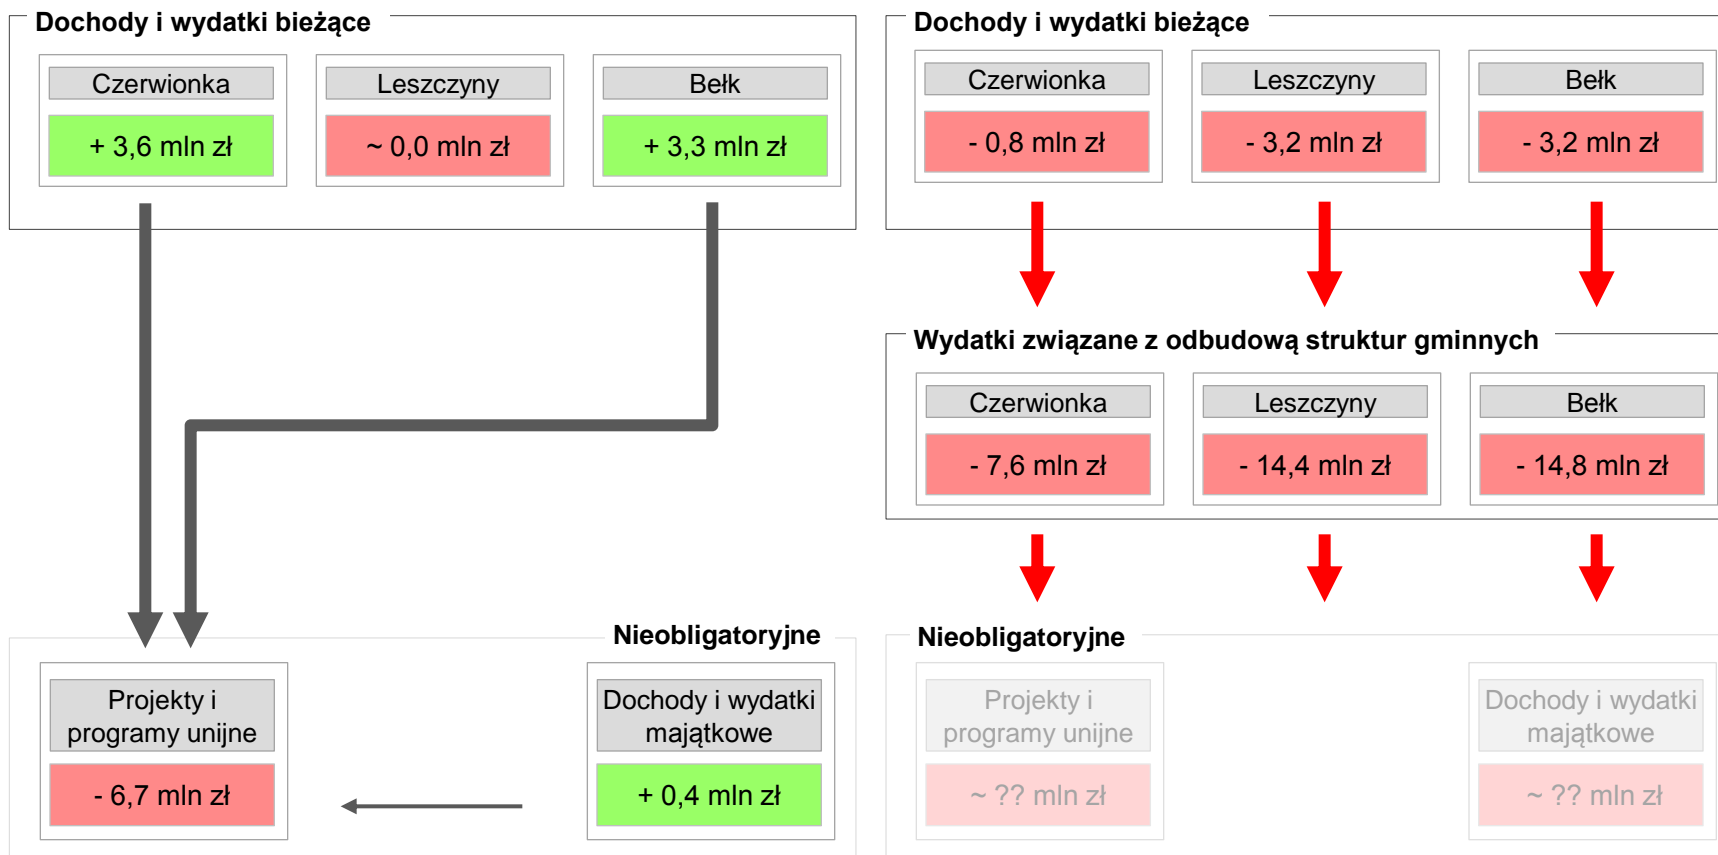 Dochody i wydatki bieżące
Czerwionka
Leszczyny
Bełk
+ 3,6 mln zł
~ 0,0 mln zł
+ 3,3 mln zł
Nieobligatoryjne
Projekty i
programy unijne
- 6,7 mln zł
Dochody i wydatki
majątkowe
+ 0,4 mln zł
Dochody i wydatki bieżące
Czerwionka
Leszczyny
Bełk
- 0,8 mln zł
- 3,2 mln zł
- 3,2 mln zł
Wydatki związane z odbudową struktur gminnych
Czerwionka
Leszczyny
Bełk
- 7,6 mln zł
- 14,4 mln zł
- 14,8 mln zł
Nieobligatoryjne
Projekty i
programy unijne
~ ?? mln zł
Dochody i wydatki
majątkowe
~ ?? mln zł